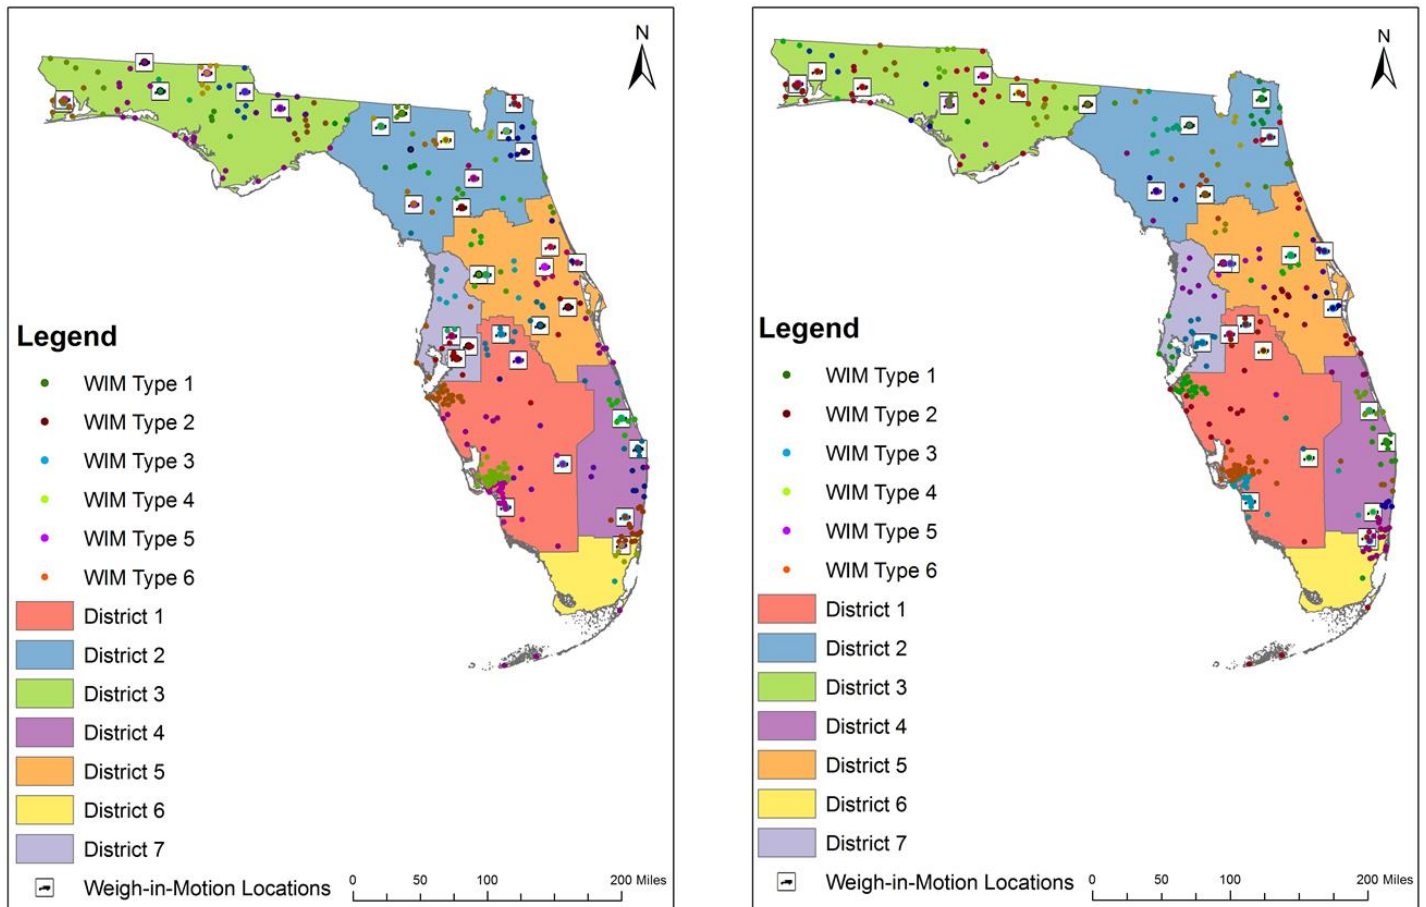 N
Legend
WIM Type 1
WIM Type 2
WIM Type 3
WIM Type 4
WIM Type 5
WIM Type 6
District 1
District 2
District 3
District 4
District 5
District 6
District 7
Weigh-in-Motion Locations
0 50 100 200 Miles
N
Legend
WIM Type 1
WIM Type 2
WIM Type 3
WIM Type 4
WIM Type 5
WIM Type 6
District 1
District 2
District 3
District 4
District 5
District 6
District 7
Weigh-in-Motion Locations
0 50 100 200 Miles